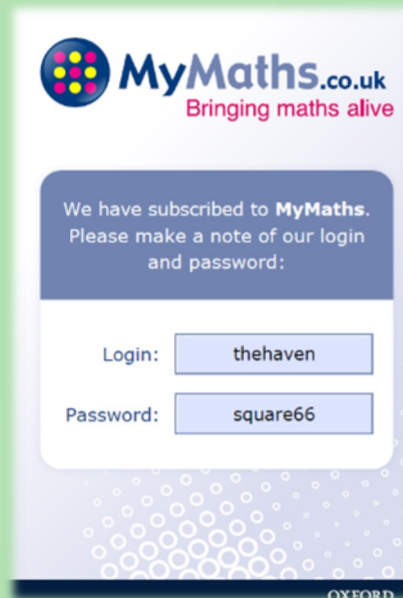 MyMaths.co.uk
Bringing maths alive
We have subscribed to MyMaths.
Please make a note of our login
and password:
Login: thehaven
Password: square66
OXFORD